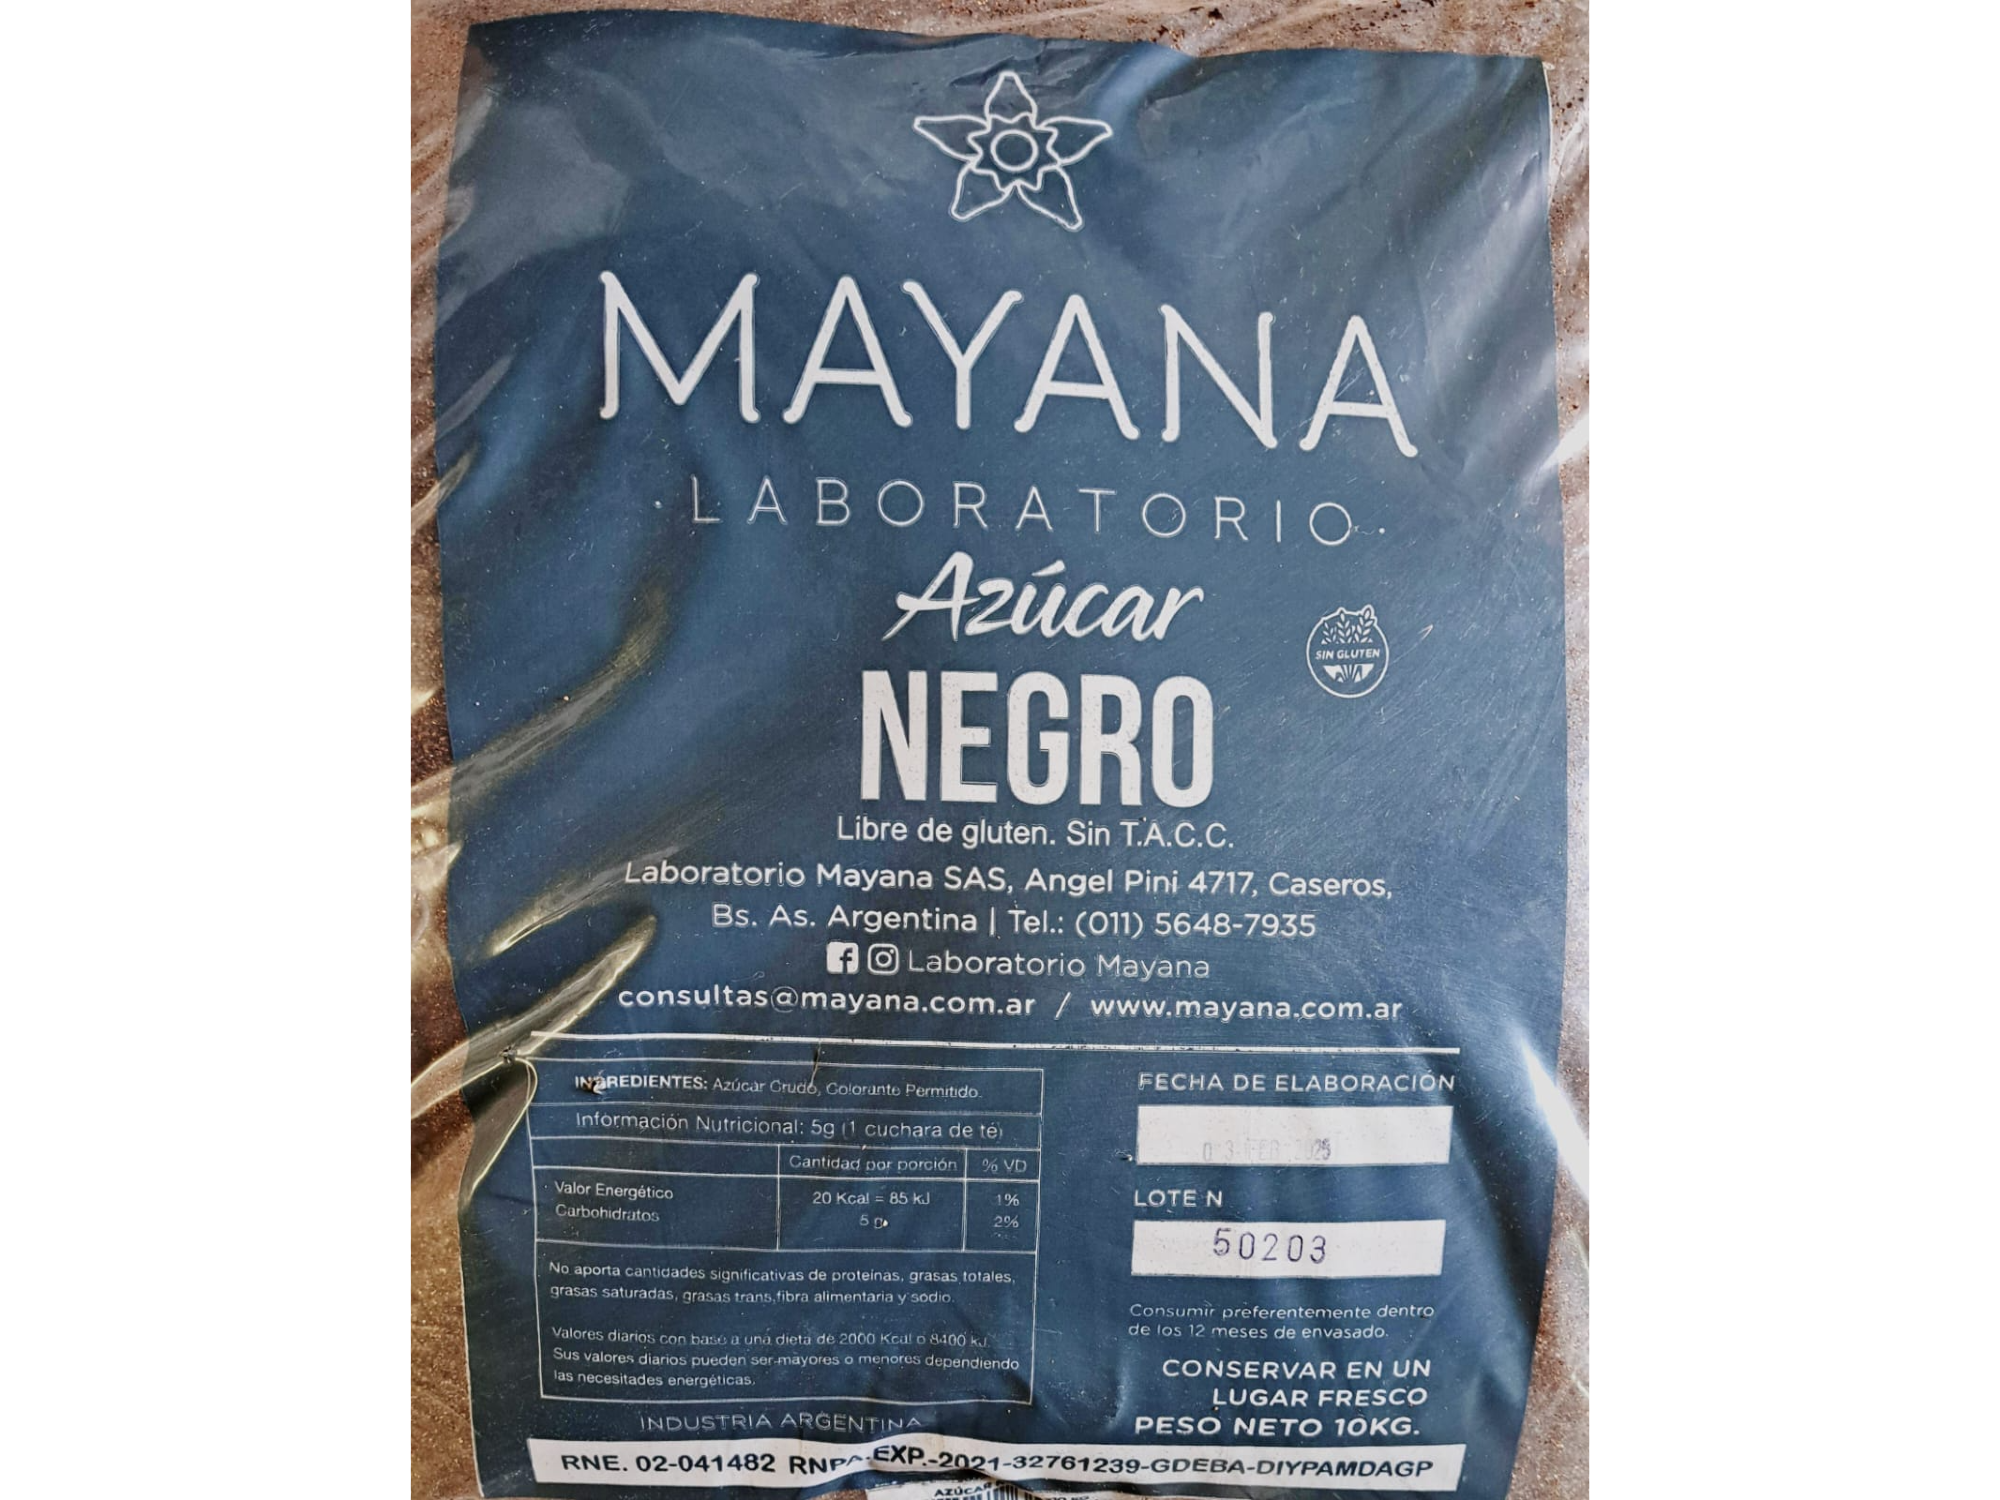 MAYANA
· LABORATORIO ·
Azúcar
NEGRO
SIN GLUTEN
Libre de gluten. Sin T.A.C.C.
Laboratorio Mayana SAS, Angel Pini 4717, Caseros,
Bs. As. Argentina | Tel.: (011) 5648-7935
Laboratorio Mayana
consultas@mayana.com.ar / www.mayana.com.ar
INGREDIENTES: Azúcar Crudo, Colorante Permitido.
Información Nutricional: 5g (1 cuchara de té)
Cantidad por porción % VD
Valor Energético 20 Kcal = 85 kJ 1%
Carbohidratos 5 g 2%
No aporta cantidades significativas de proteinas, grasas totales,
grasas saturadas, grasas trans,fibra alimentaria y sodio.
Valores diarios con base a una dieta de 2000 Kcal o 8400 kJ.
Sus valores diarios pueden ser mayores o menores dependiendo
las necesitades energéticas.
INDUSTRIA ARGENTINA
FECHA DE ELABORACIÓN
03 FEB 2025
LOTE N
50203
Consumir preferentemente dentro
de los 12 meses de envasado.
CONSERVAR EN UN
LUGAR FRESCO
PESO NETO 10KG.
RNE. 02-041482 RNPA.EXP.-2021-32761239-GDEBA-DIYPAMDAGP
AZÚCAR